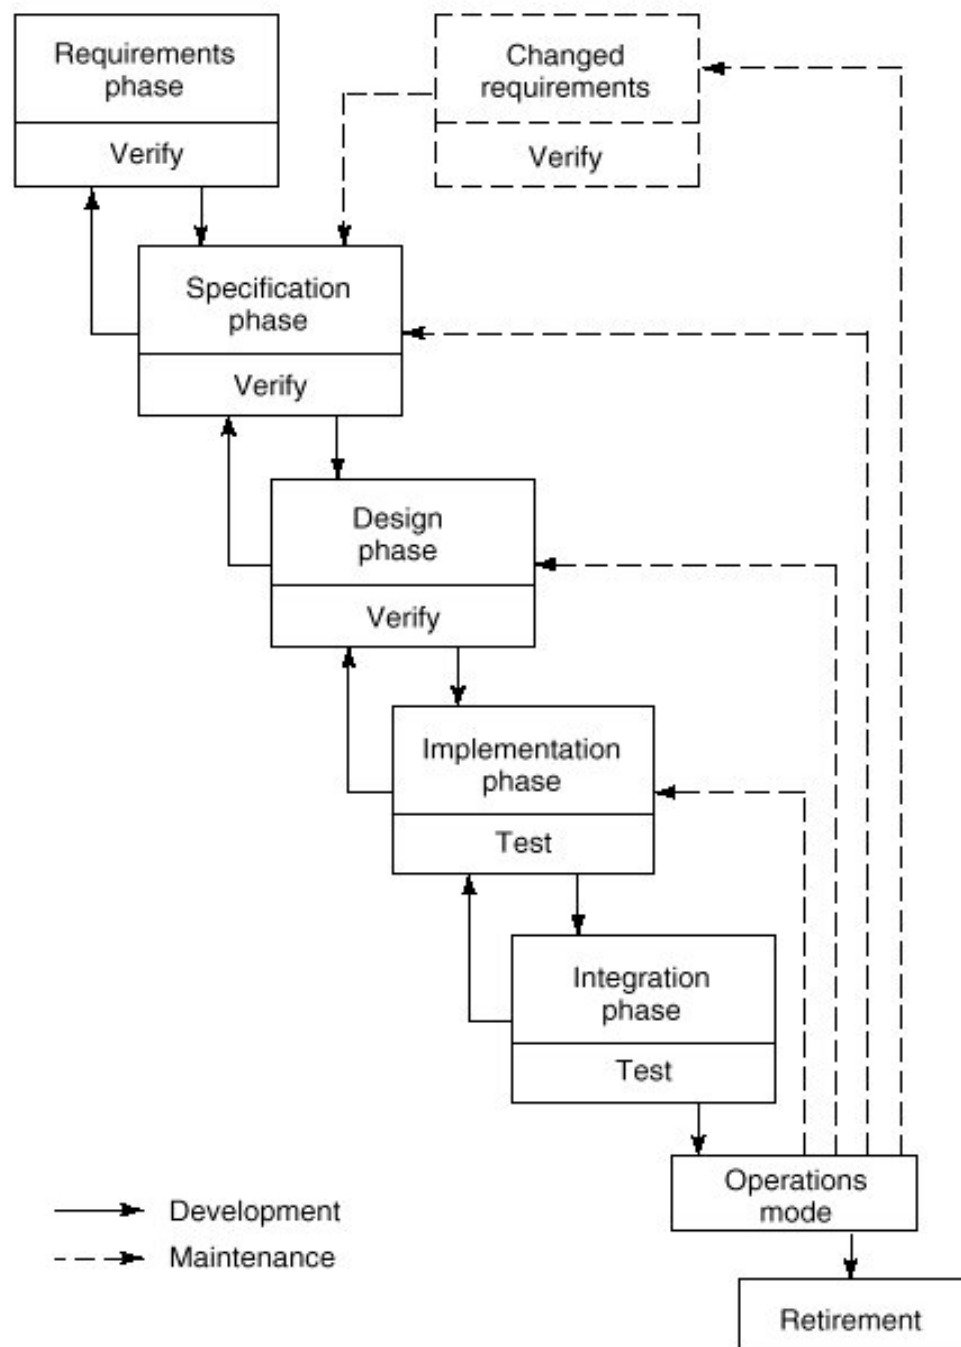 Requirements
phase
Verify
Changed
requirements
Verify
Specification
phase
Verify
Design
phase
Verify
Implementation
phase
Test
Integration
phase
Test
Operations
mode
Development
Maintenance
Retirement